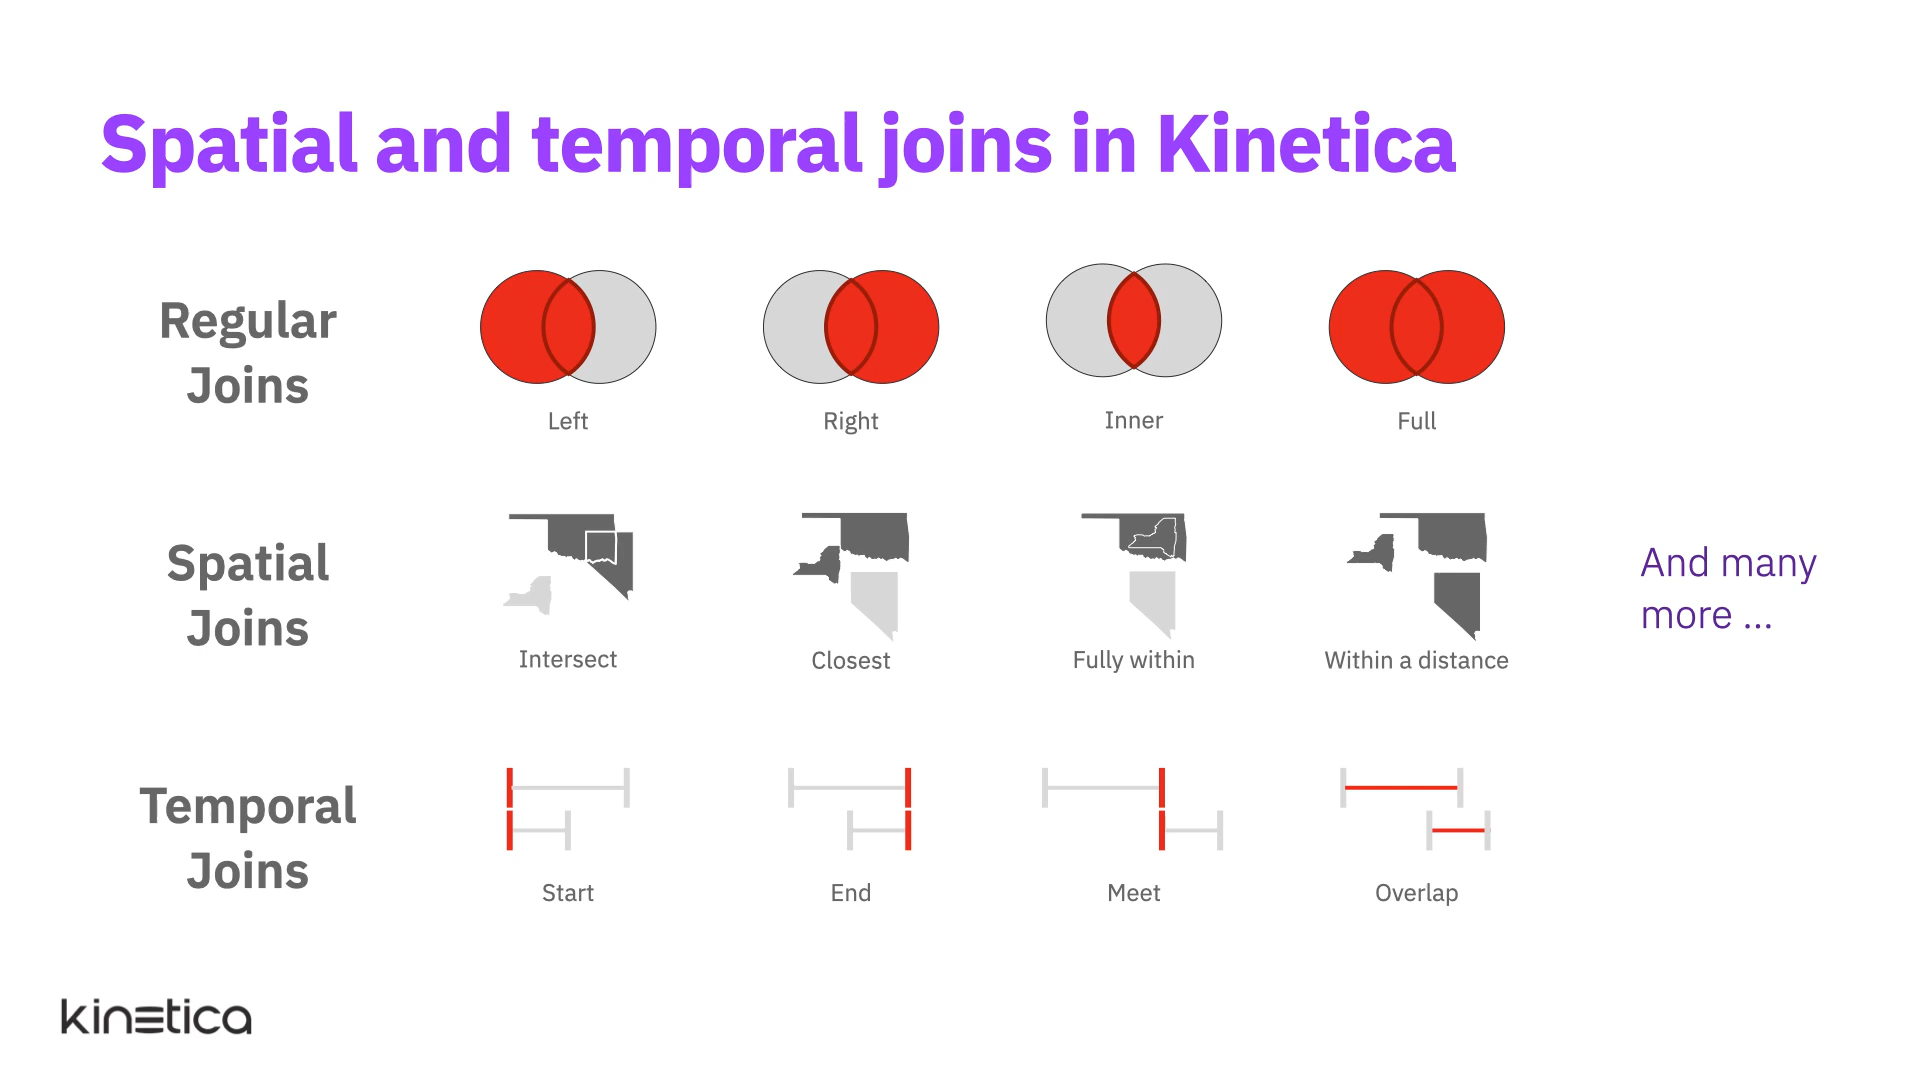 Spatial and temporal joins in Kinetica
Regular
Joins
Left
Right
Inner
Full
Spatial
Joins
Intersect
Closest
Fully within
Within a distance
And many
more ...
Temporal
Joins
Start
End
Meet
Overlap
kinetica